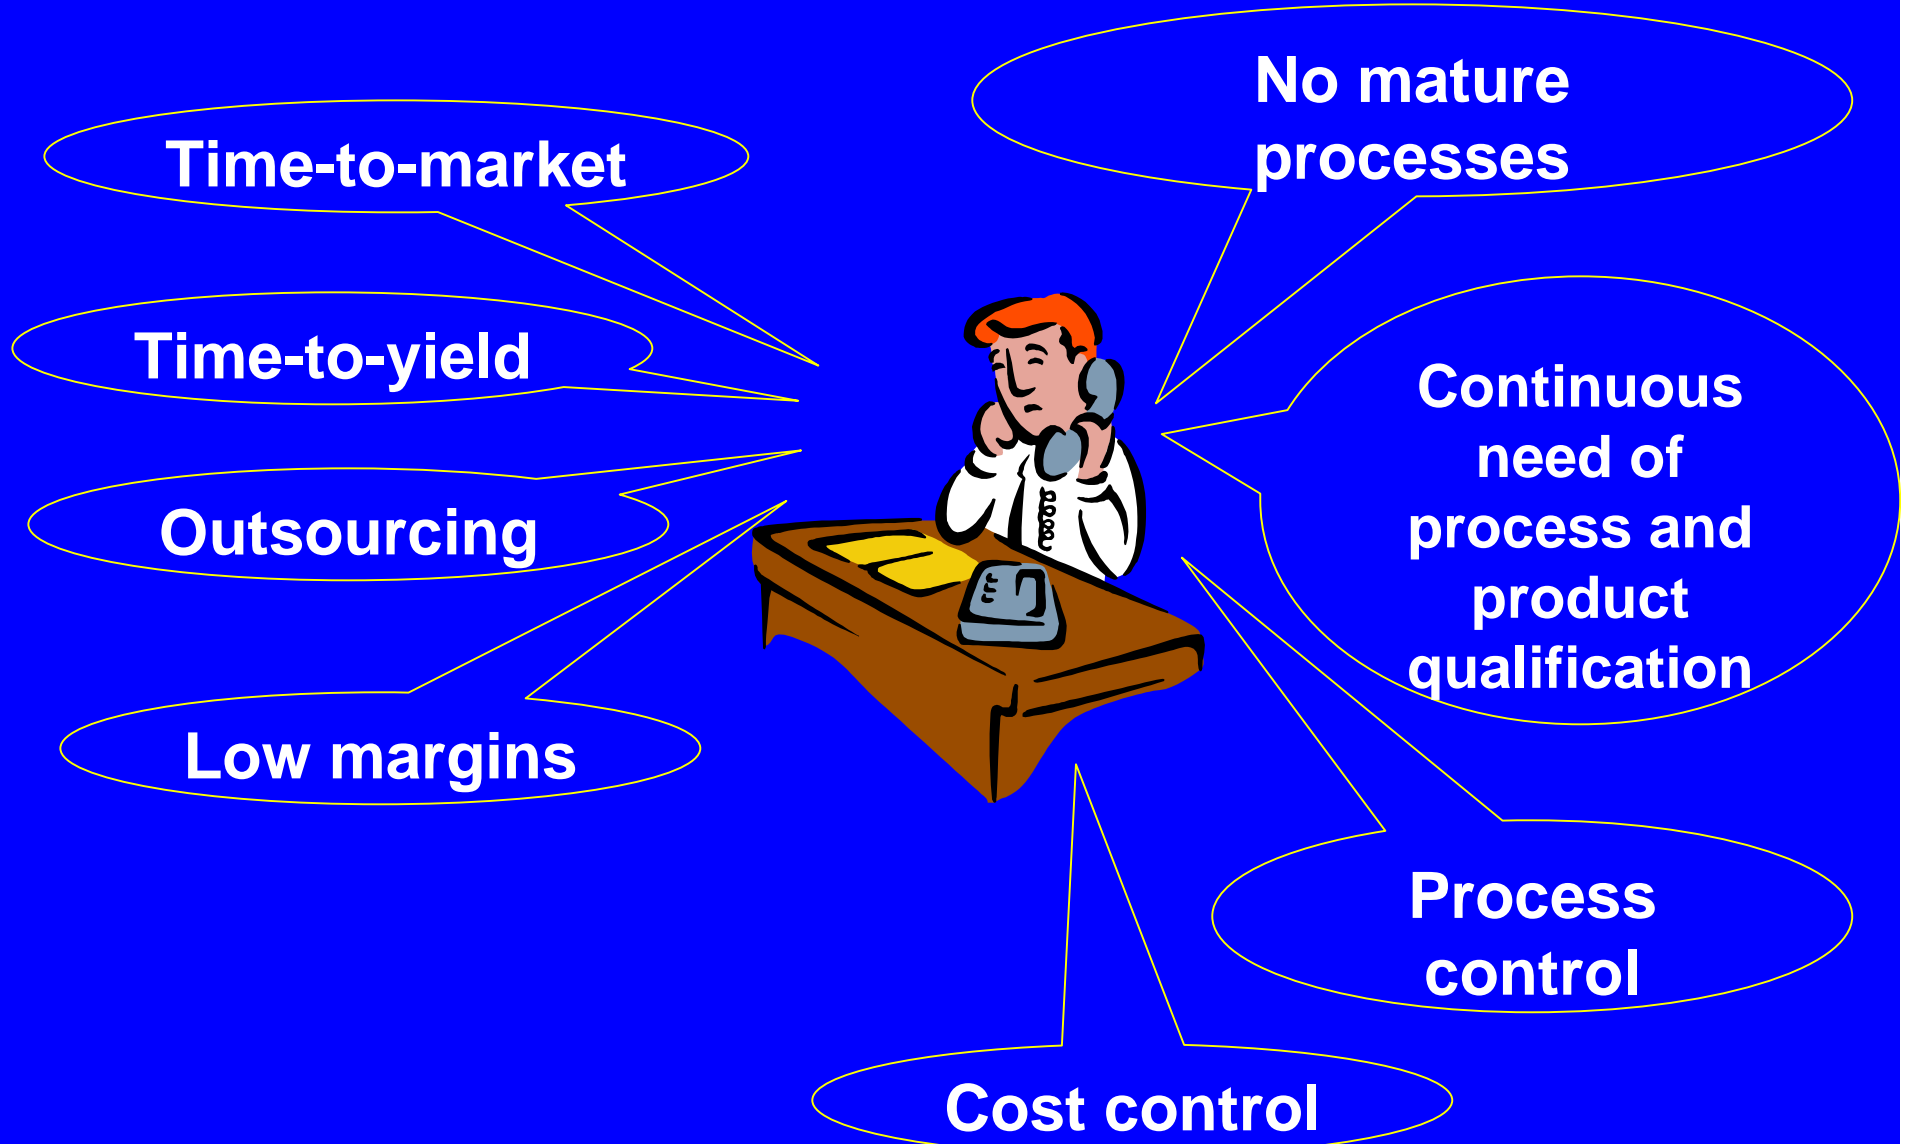 Time-to-market
Time-to-yield
Outsourcing
Low margins
No mature
processes
Continuous
need of
process and
product
qualification
Process
control
Cost control